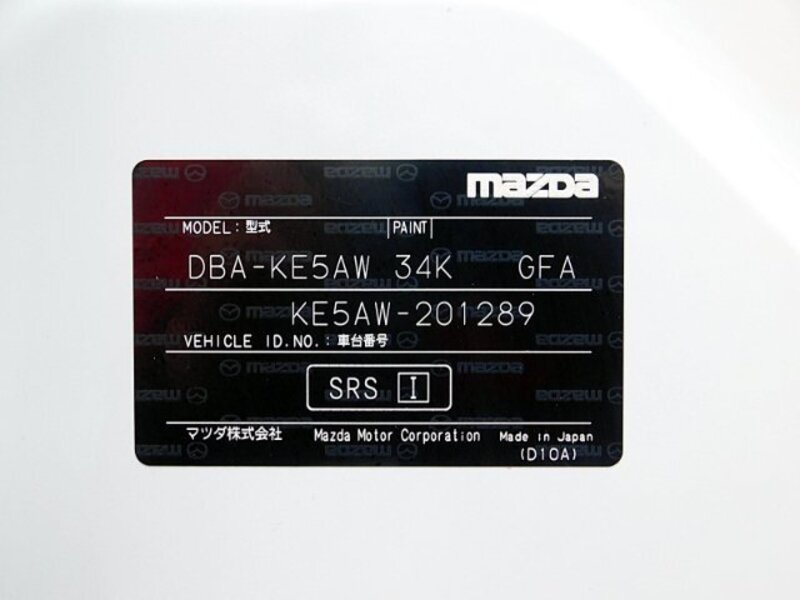 mazda
MODEL：型式 PAINT
DBA-KE5AW 34K GFA
KE5AW-201289
VEHICLE ID.NO.：車台番号
SRS I
マツダ株式会社 Mazda Motor Corporation Made in Japan
(D10A)